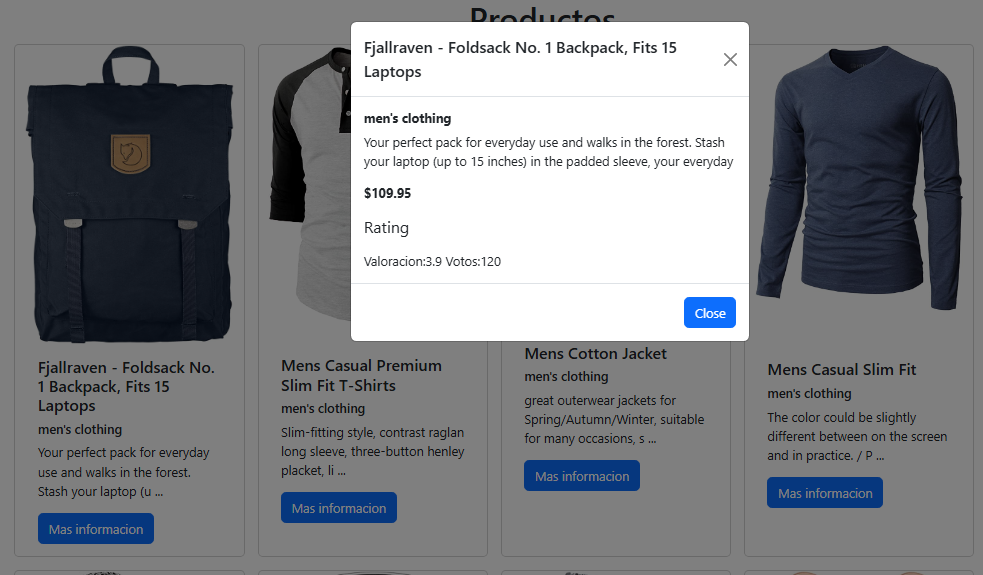 Productos
Fjallraven - Foldsack No. 1 Backpack, Fits 15
Laptops
men's clothing
Your perfect pack for everyday use and walks in the forest. Stash
your laptop (up to 15 inches) in the padded sleeve, your everyday
$109.95
Rating
Valoracion:3.9 Votos:120
Close
Fjallraven - Foldsack No.
1 Backpack, Fits 15
Laptops
men's clothing
Your perfect pack for everyday
use and walks in the forest.
Stash your laptop (u ...
Mas informacion
Mens Casual Premium
Slim Fit T-Shirts
men's clothing
Slim-fitting style, contrast raglan
long sleeve, three-button henley
placket, li ...
Mas informacion
Mens Cotton Jacket
men's clothing
great outerwear jackets for
Spring/Autumn/Winter, suitable
for many occasions, s ...
Mas informacion
Mens Casual Slim Fit
men's clothing
The color could be slightly
different between on the screen
and in practice. / P ...
Mas informacion